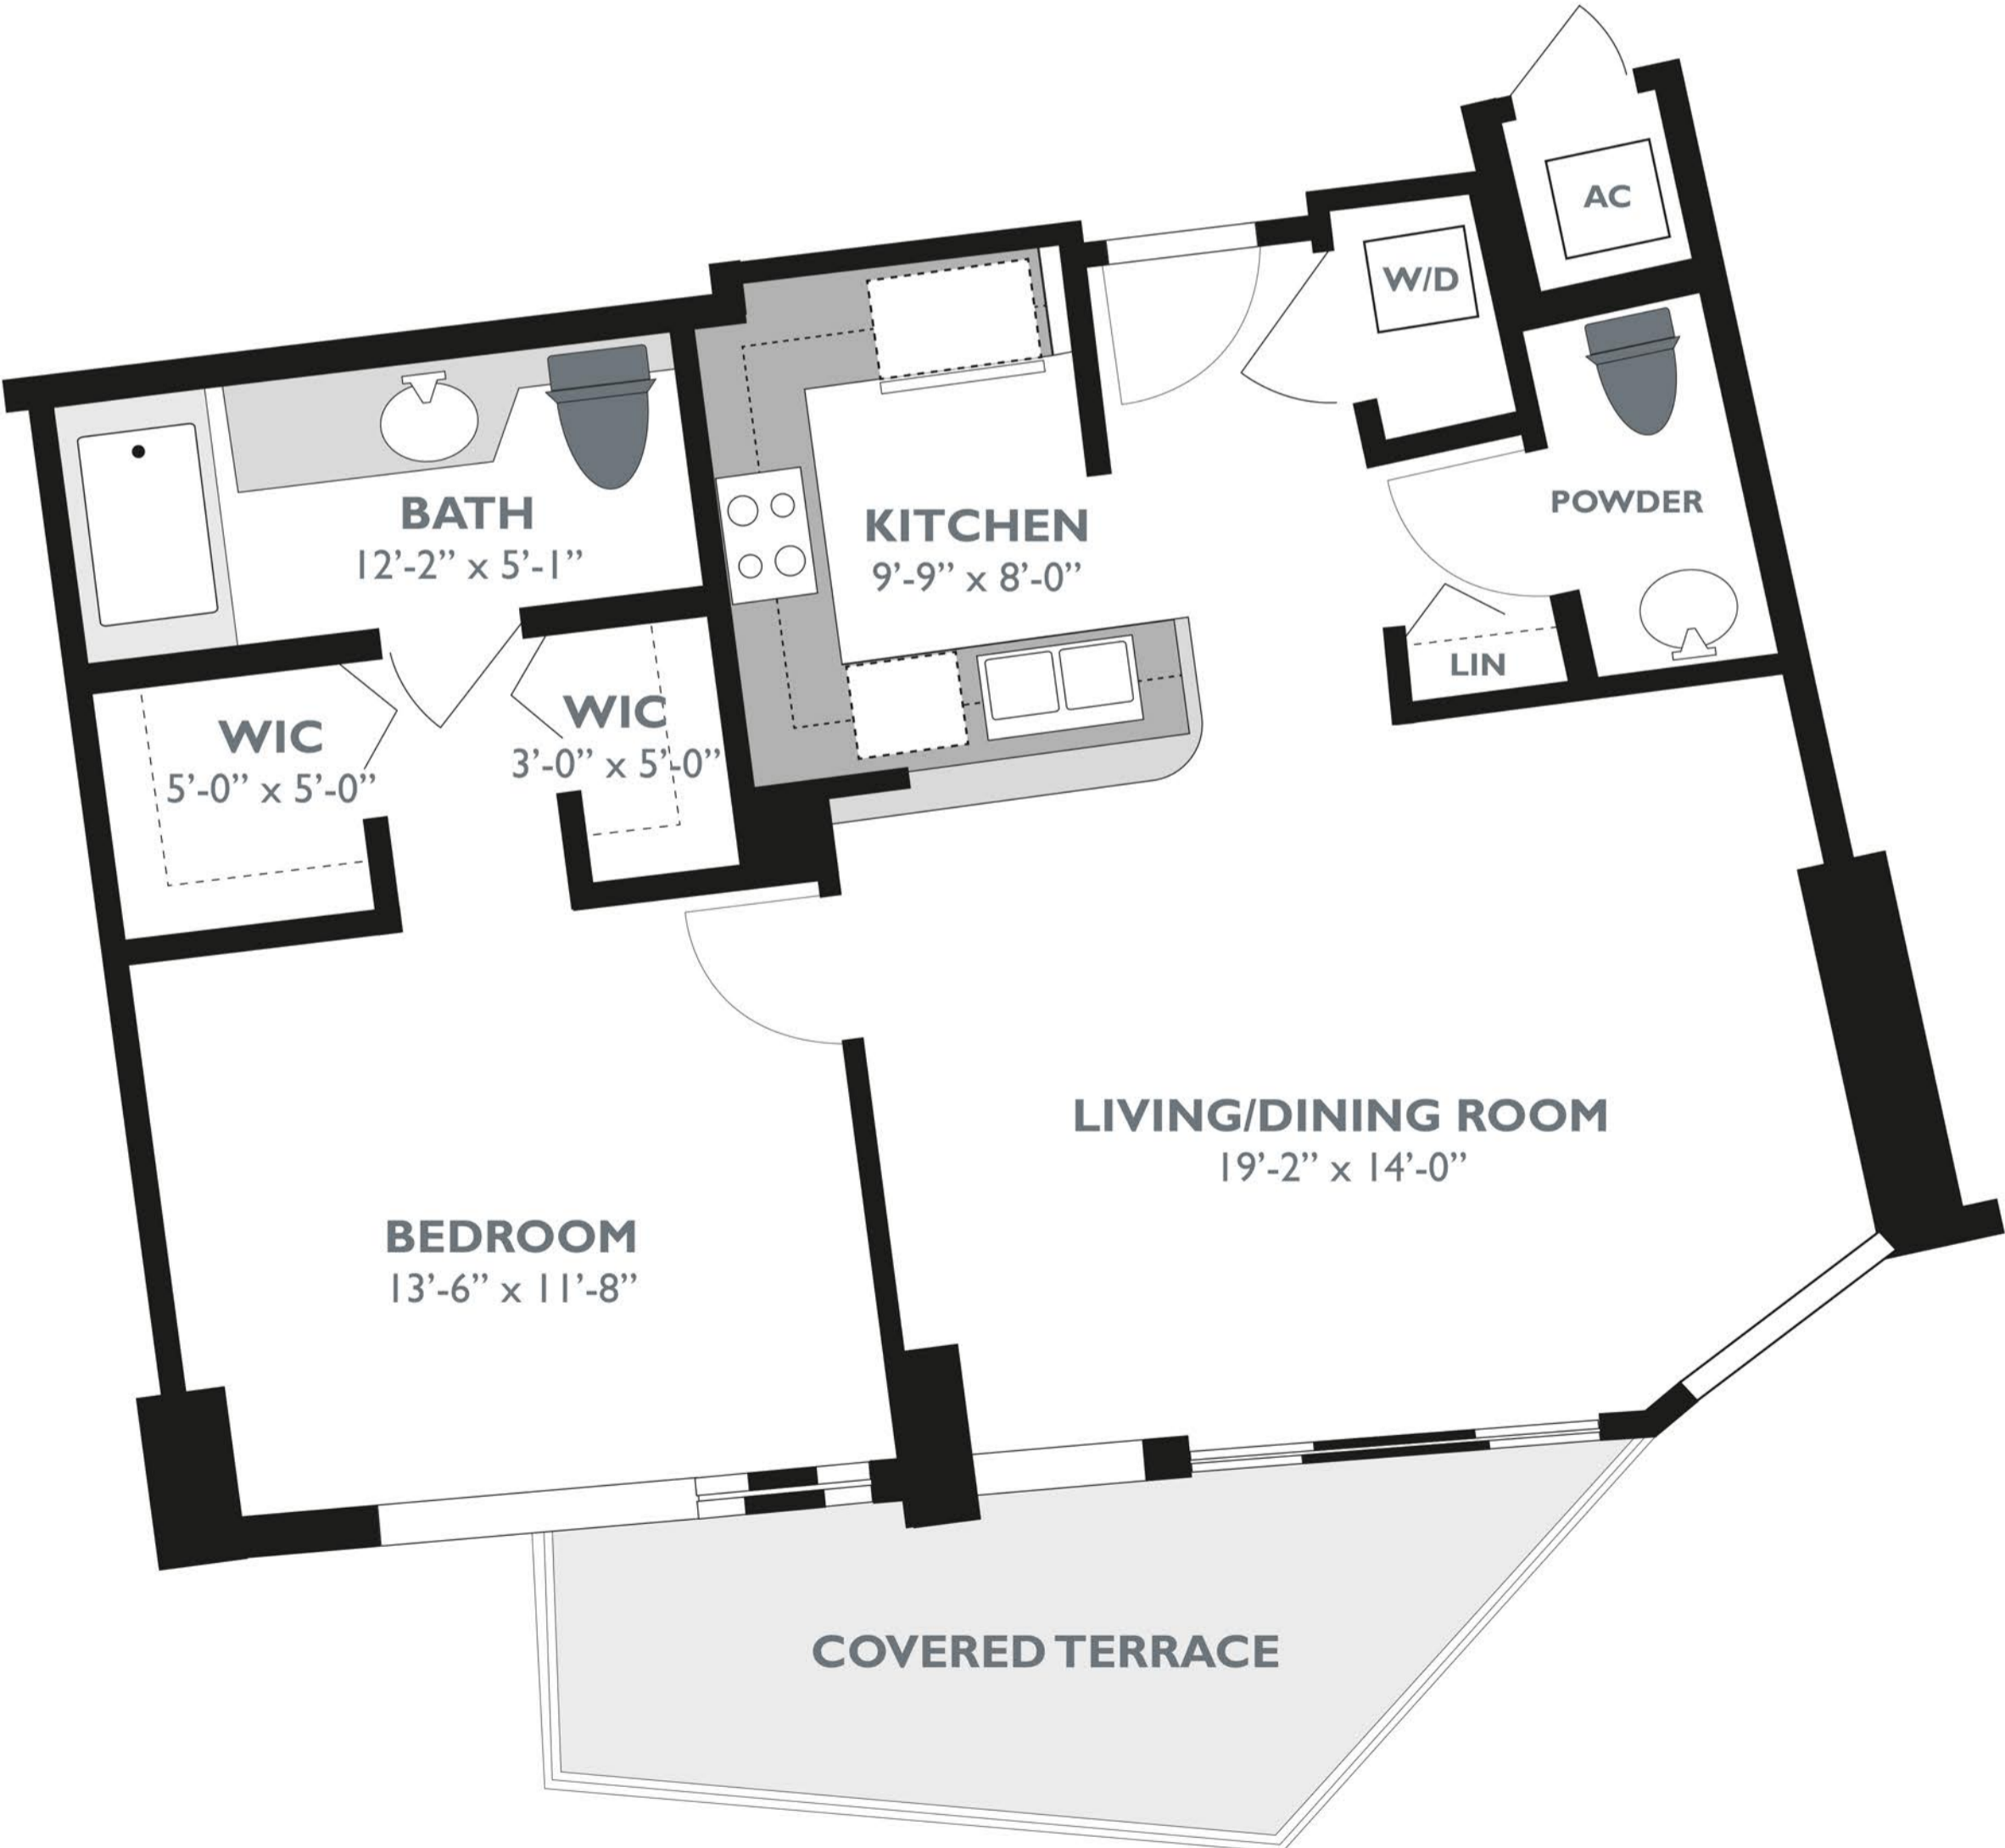 AC
W/D
POWDER
BATH
12’-2” x 5’-1”
KITCHEN
9’-9” x 8’-0”
LIN
WIC
5’-0” x 5’-0”
WIC
3’-0” x 5’-0”
LIVING/DINING ROOM
19’-2” x 14’-0”
BEDROOM
13’-6” x 11’-8”
COVERED TERRACE